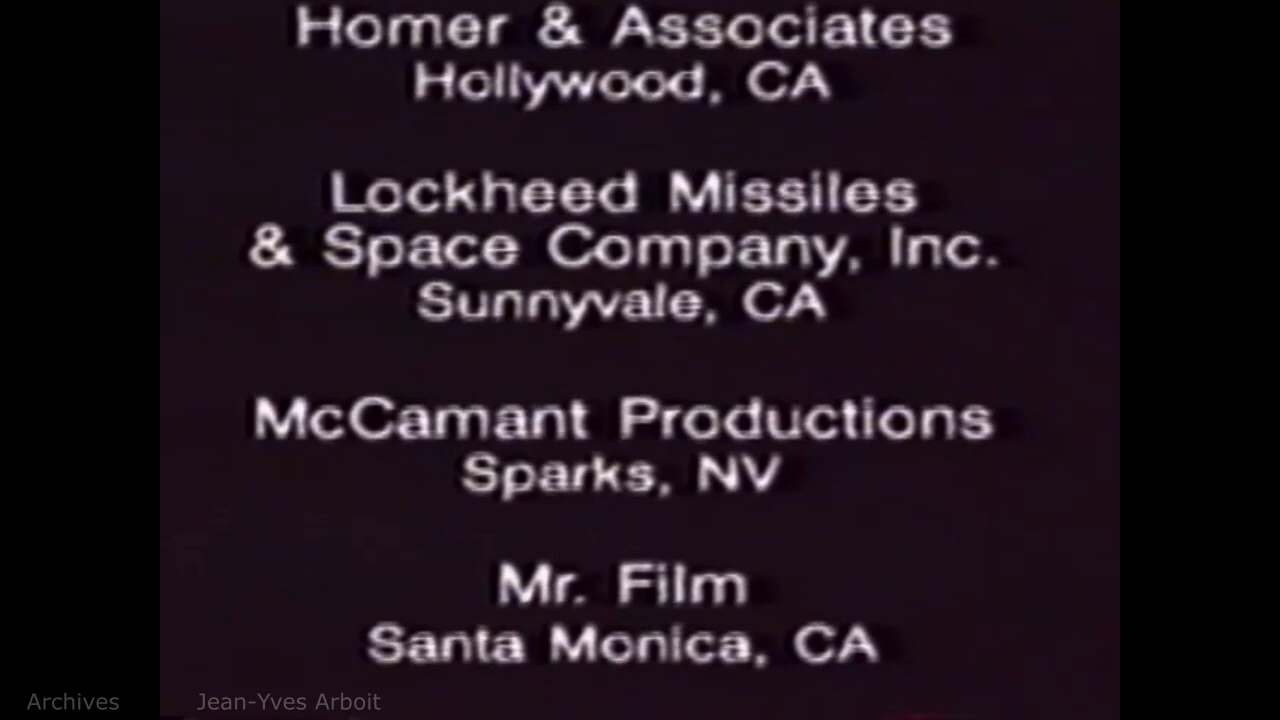 Homer & Associates
Hollywood, CA
Lockheed Missiles
& Space Company, Inc.
Sunnyvale, CA
McCamant Productions
Sparks, NV
Mr. Film
Santa Monica, CA
Archives Jean-Yves Arboit